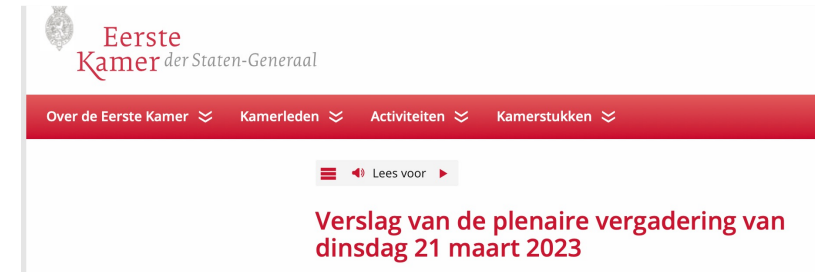 Eerste
Kamer der Staten-Generaal
Over de Eerste Kamer Kamerleden Activiteiten Kamerstukken
Lees voor
Verslag van de plenaire vergadering van
dinsdag 21 maart 2023